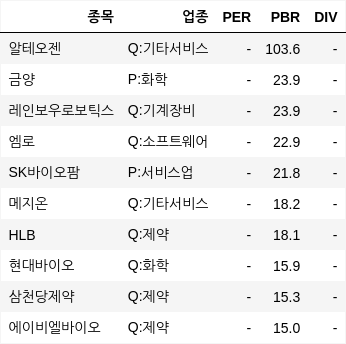 종목 업종 PER PBR DIV
알테오젠 Q:기타서비스 - 103.6 -
금양 P:화학 - 23.9 -
레인보우로보틱스 Q:기계장비 - 23.9 -
엠로 Q:소프트웨어 - 22.9 -
SK바이오팜 P:서비스업 - 21.8 -
메지온 Q:기타서비스 - 18.2 -
HLB Q:제약 - 18.1 -
현대바이오 Q:화학 - 15.9 -
삼천당제약 Q:제약 - 15.3 -
에이비엘바이오 Q:제약 - 15.0 -